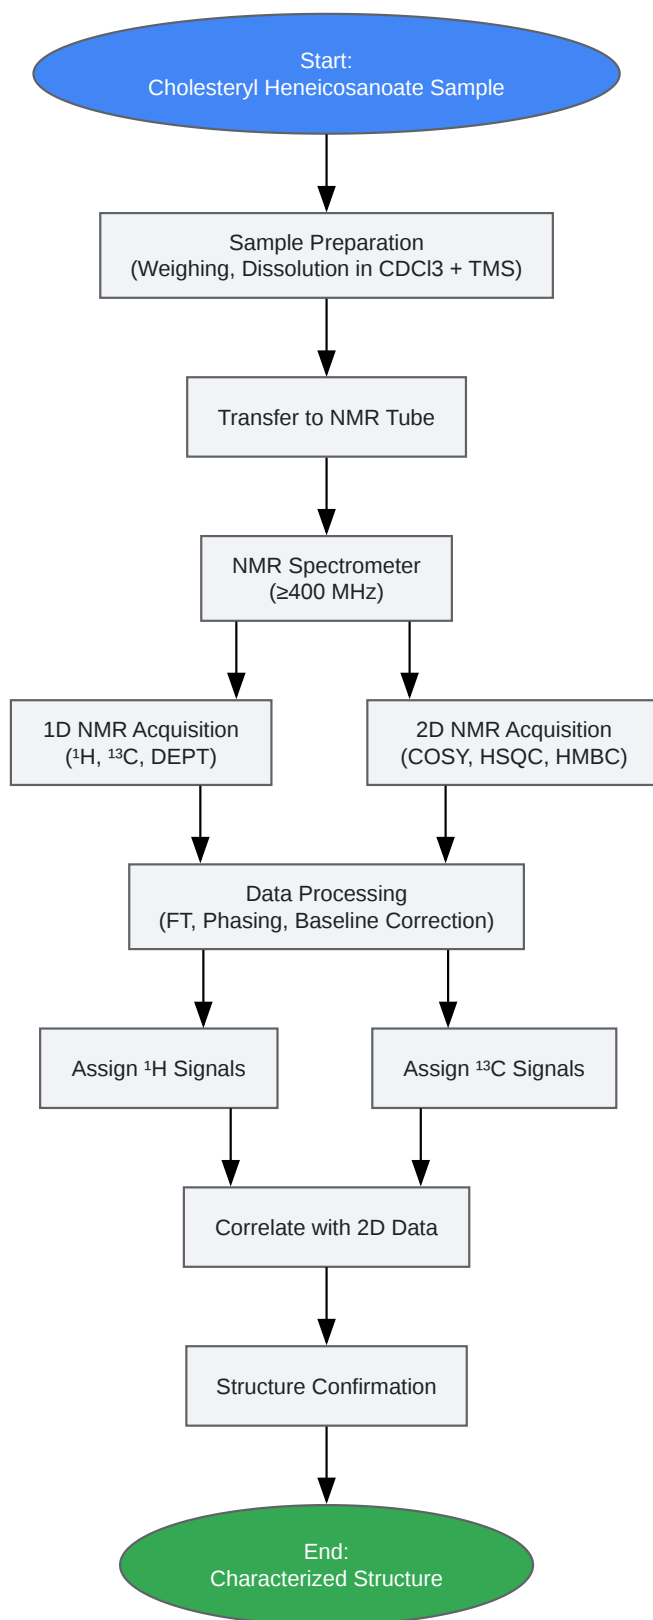 Start:
Cholesteryl Heneicosanoate Sample
Sample Preparation
(Weighing, Dissolution in CDCl3 + TMS)
Transfer to NMR Tube
NMR Spectrometer
(≥400 MHz)
1D NMR Acquisition
(¹H, ¹³C, DEPT)
2D NMR Acquisition
(COSY, HSQC, HMBC)
Data Processing
(FT, Phasing, Baseline Correction)
Assign ¹H Signals
Assign ¹³C Signals
Correlate with 2D Data
Structure Confirmation
End:
Characterized Structure